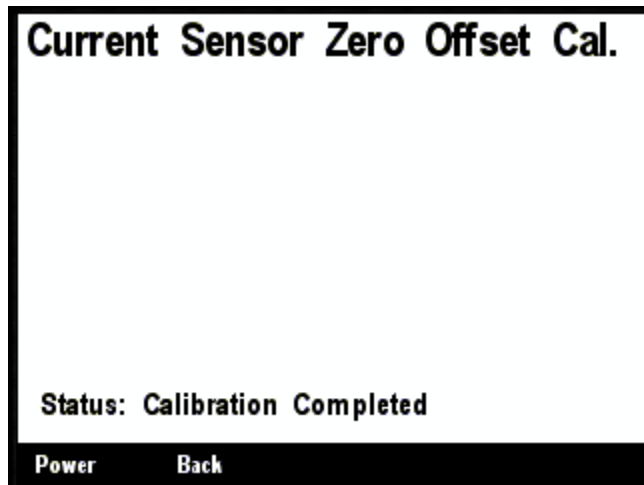 Current Sensor Zero Offset Cal.
Status: Calibration Completed
Power Back